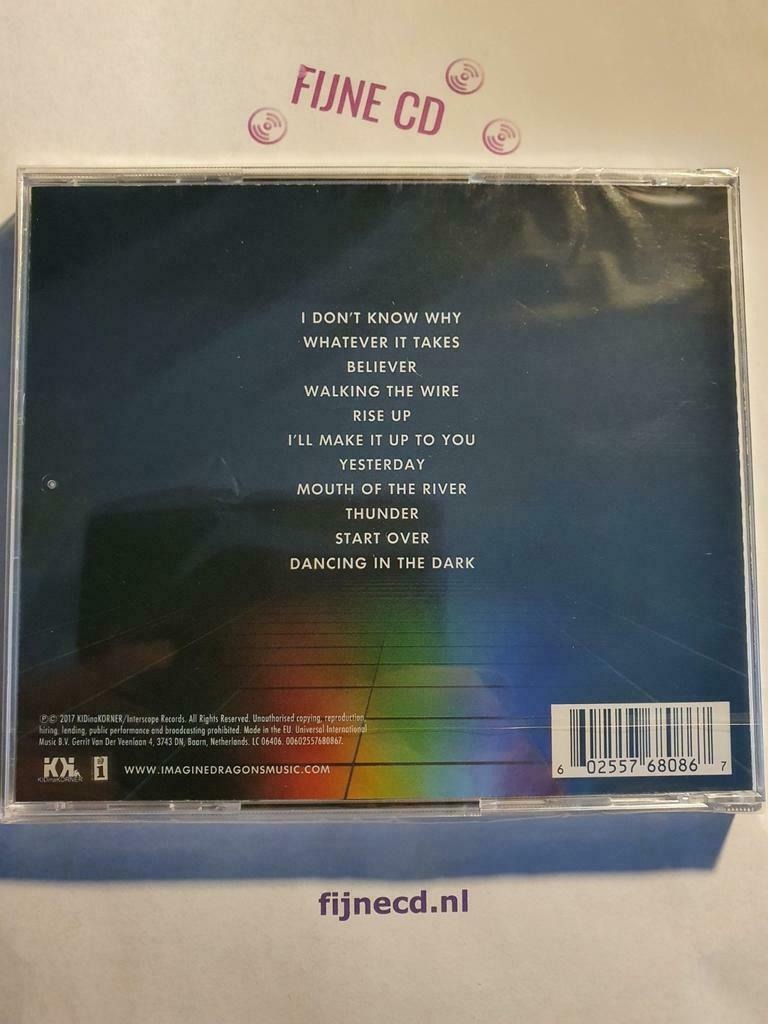 FIJNE CD
I DON'T KNOW WHY
WHATEVER IT TAKES
BELIEVER
WALKING THE WIRE
RISE UP
I'LL MAKE IT UP TO YOU
YESTERDAY
MOUTH OF THE RIVER
THUNDER
START OVER
DANCING IN THE DARK
℗© 2017 KIDinaKORNER/Interscope Records. All Rights Reserved. Unauthorised copying, reproduction,
hiring, lending, public performance and broadcasting prohibited. Made in the EU. Universal International
Music B.V. Gerrit Van Der Veenlaan 4, 3743 DN, Baarn, Netherlands. LC 06406. 00602557680867.
KK
KIDinaKORNER
i
WWW.IMAGINEDRAGONSMUSIC.COM
6 02557 68086 7
fijnecd.nl